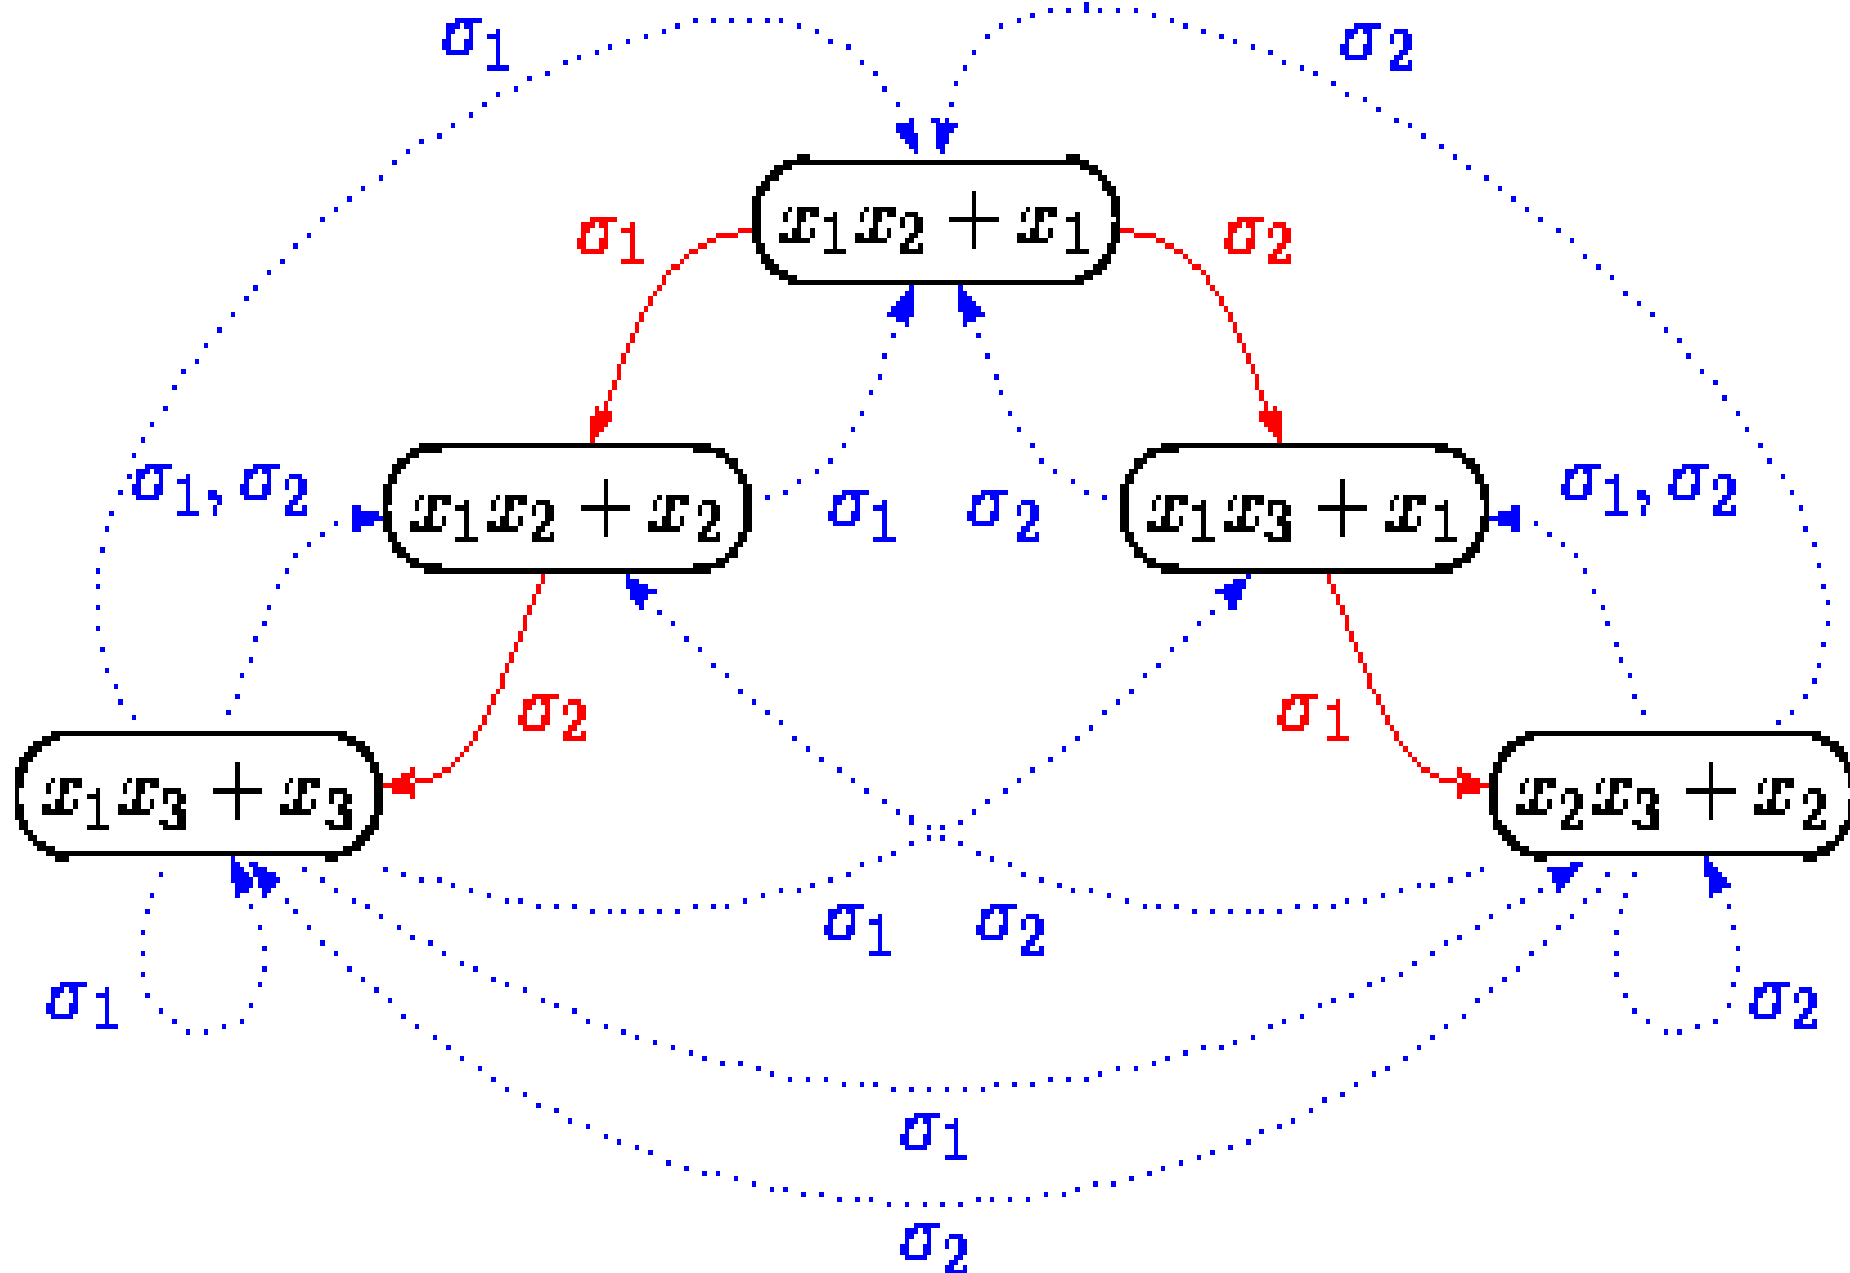 σ₁ σ₂
σ₁ x₁x₂ + x₁ σ₂
σ₁, σ₂ x₁x₂ + x₂ σ₁ σ₂ x₁x₃ + x₁ σ₁, σ₂
σ₂ σ₁
x₁x₃ + x₃ x₂x₃ + x₂
σ₁ σ₂
σ₁ σ₂
σ₁
σ₂